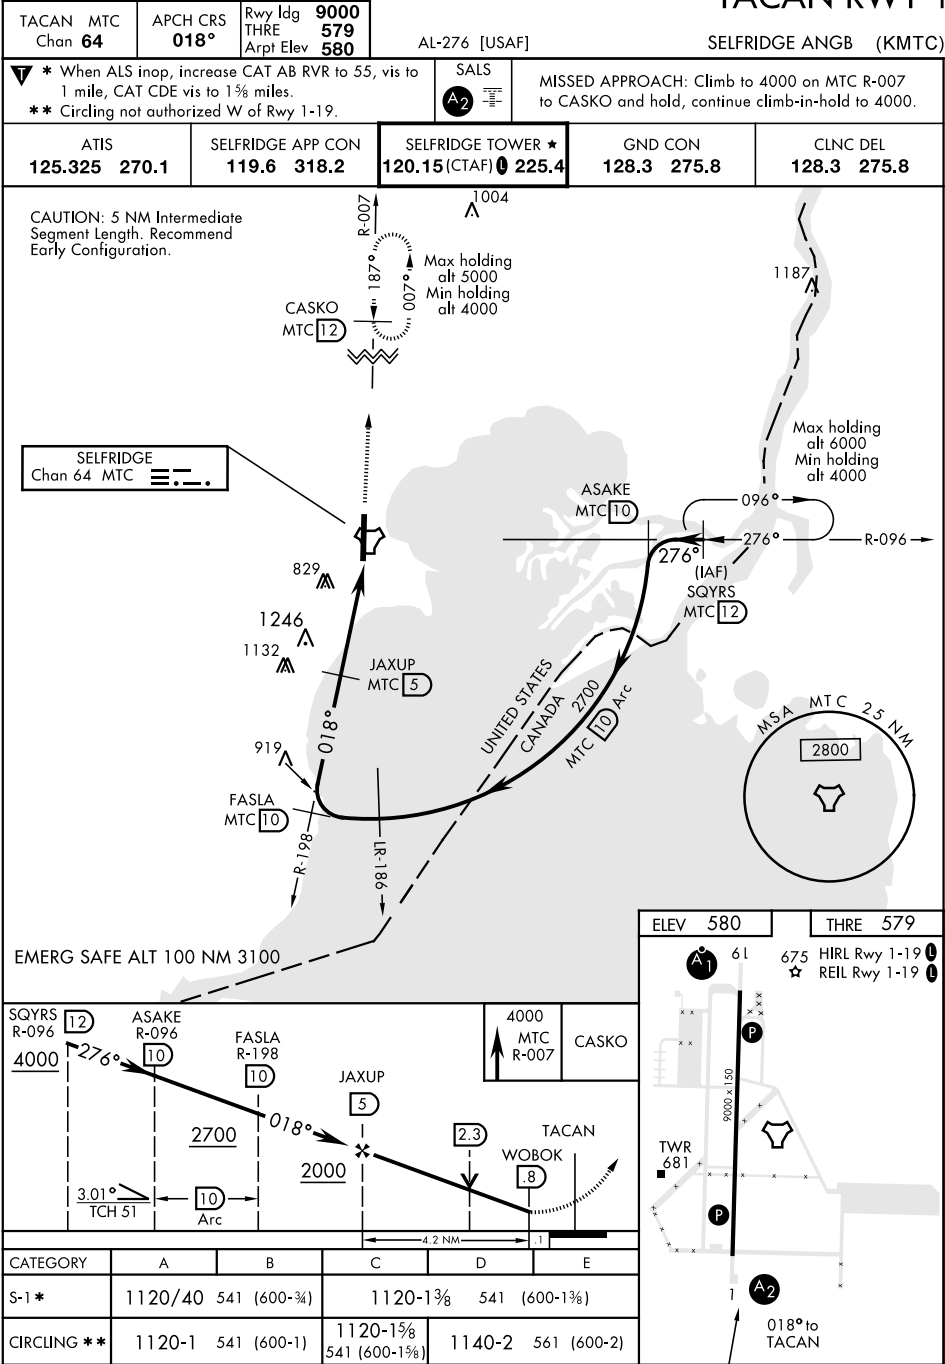 TACAN RWY 1
TACAN MTC
Chan 64
APCH CRS
018°
Rwy ldg 9000
THRE 579
Arpt Elev 580
AL-276 [USAF]
SELFRIDGE ANGB (KMTC)
T * When ALS inop, increase CAT AB RVR to 55, vis to
1 mile, CAT CDE vis to 1⅝ miles.
** Circling not authorized W of Rwy 1-19.
SALS
A2
MISSED APPROACH: Climb to 4000 on MTC R-007
to CASKO and hold, continue climb-in-hold to 4000.
ATIS
125.325 270.1
SELFRIDGE APP CON
119.6 318.2
SELFRIDGE TOWER ★
120.15 (CTAF) L 225.4
GND CON
128.3 275.8
CLNC DEL
128.3 275.8
CAUTION: 5 NM Intermediate
Segment Length. Recommend
Early Configuration.
R-007
1004
187°
007°
Max holding
alt 5000
Min holding
alt 4000
CASKO
MTC 12
1187
Max holding
alt 6000
Min holding
alt 4000
SELFRIDGE
Chan 64 MTC
ASAKE
MTC 10
096°
276°
R-096
276°
(IAF)
SQYRS
MTC 12
829
1246
1132
JAXUP
MTC 5
018°
UNITED STATES
CANADA
2700
MTC 10 Arc
MSA MTC 25 NM
2800
919
FASLA
MTC 10
R-198
LR-186
EMERG SAFE ALT 100 NM 3100
ELEV 580
THRE 579
A1
19
675
HIRL Rwy 1-19 L
REIL Rwy 1-19 L
P
9000 x 150
TWR
681
P
1
A2
018° to
TACAN
SQYRS
R-096
12
4000
276°
ASAKE
R-096
10
FASLA
R-198
10
2700
018°
JAXUP
5
2000
2.3
WOBOK
.8
TACAN
4000
MTC
R-007
CASKO
3.01°
TCH 51
10
Arc
4.2 NM
.1
CATEGORY A B C D E
S-1* 1120/40 541 (600-¾) 1120-1⅜ 541 (600-1⅜)
CIRCLING ** 1120-1 541 (600-1) 1120-1⅝ 541 (600-1⅝) 1140-2 561 (600-2)